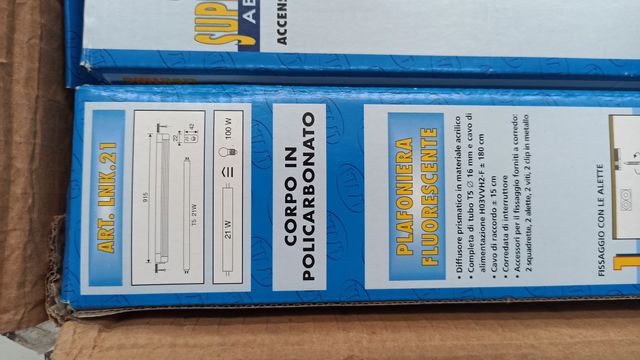 SUP
ACCENS
ART. LNK.21
915
22
42
T5 21W
21 W
100 W
CORPO IN
POLICARBONATO
PLAFONIERA
FLUORESCENTE
• Diffusore prismatico in materiale acrilico
• Completa di tubo T5 Ø 16 mm e cavo di
alimentazione H03VVH2-F ± 180 cm
• Cavo di raccordo ± 15 cm
• Corredata di interruttore
• Accessori per il fissaggio forniti a corredo:
2 squadrette, 2 alette, 2 viti, 2 clip in metallo
FISSAGGIO CON LE ALETTE
1